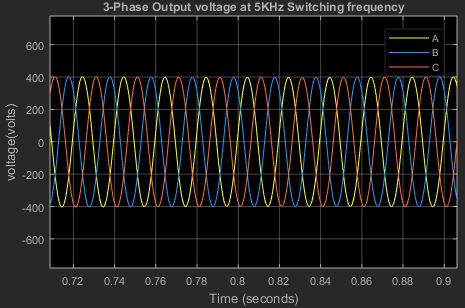 3-Phase Output voltage at 5KHz Switching frequency
A
B
C
voltage(volts)
600
400
200
0
-200
-400
-600
0.72 0.74 0.76 0.78 0.8 0.82 0.84 0.86 0.88 0.9
Time (seconds)